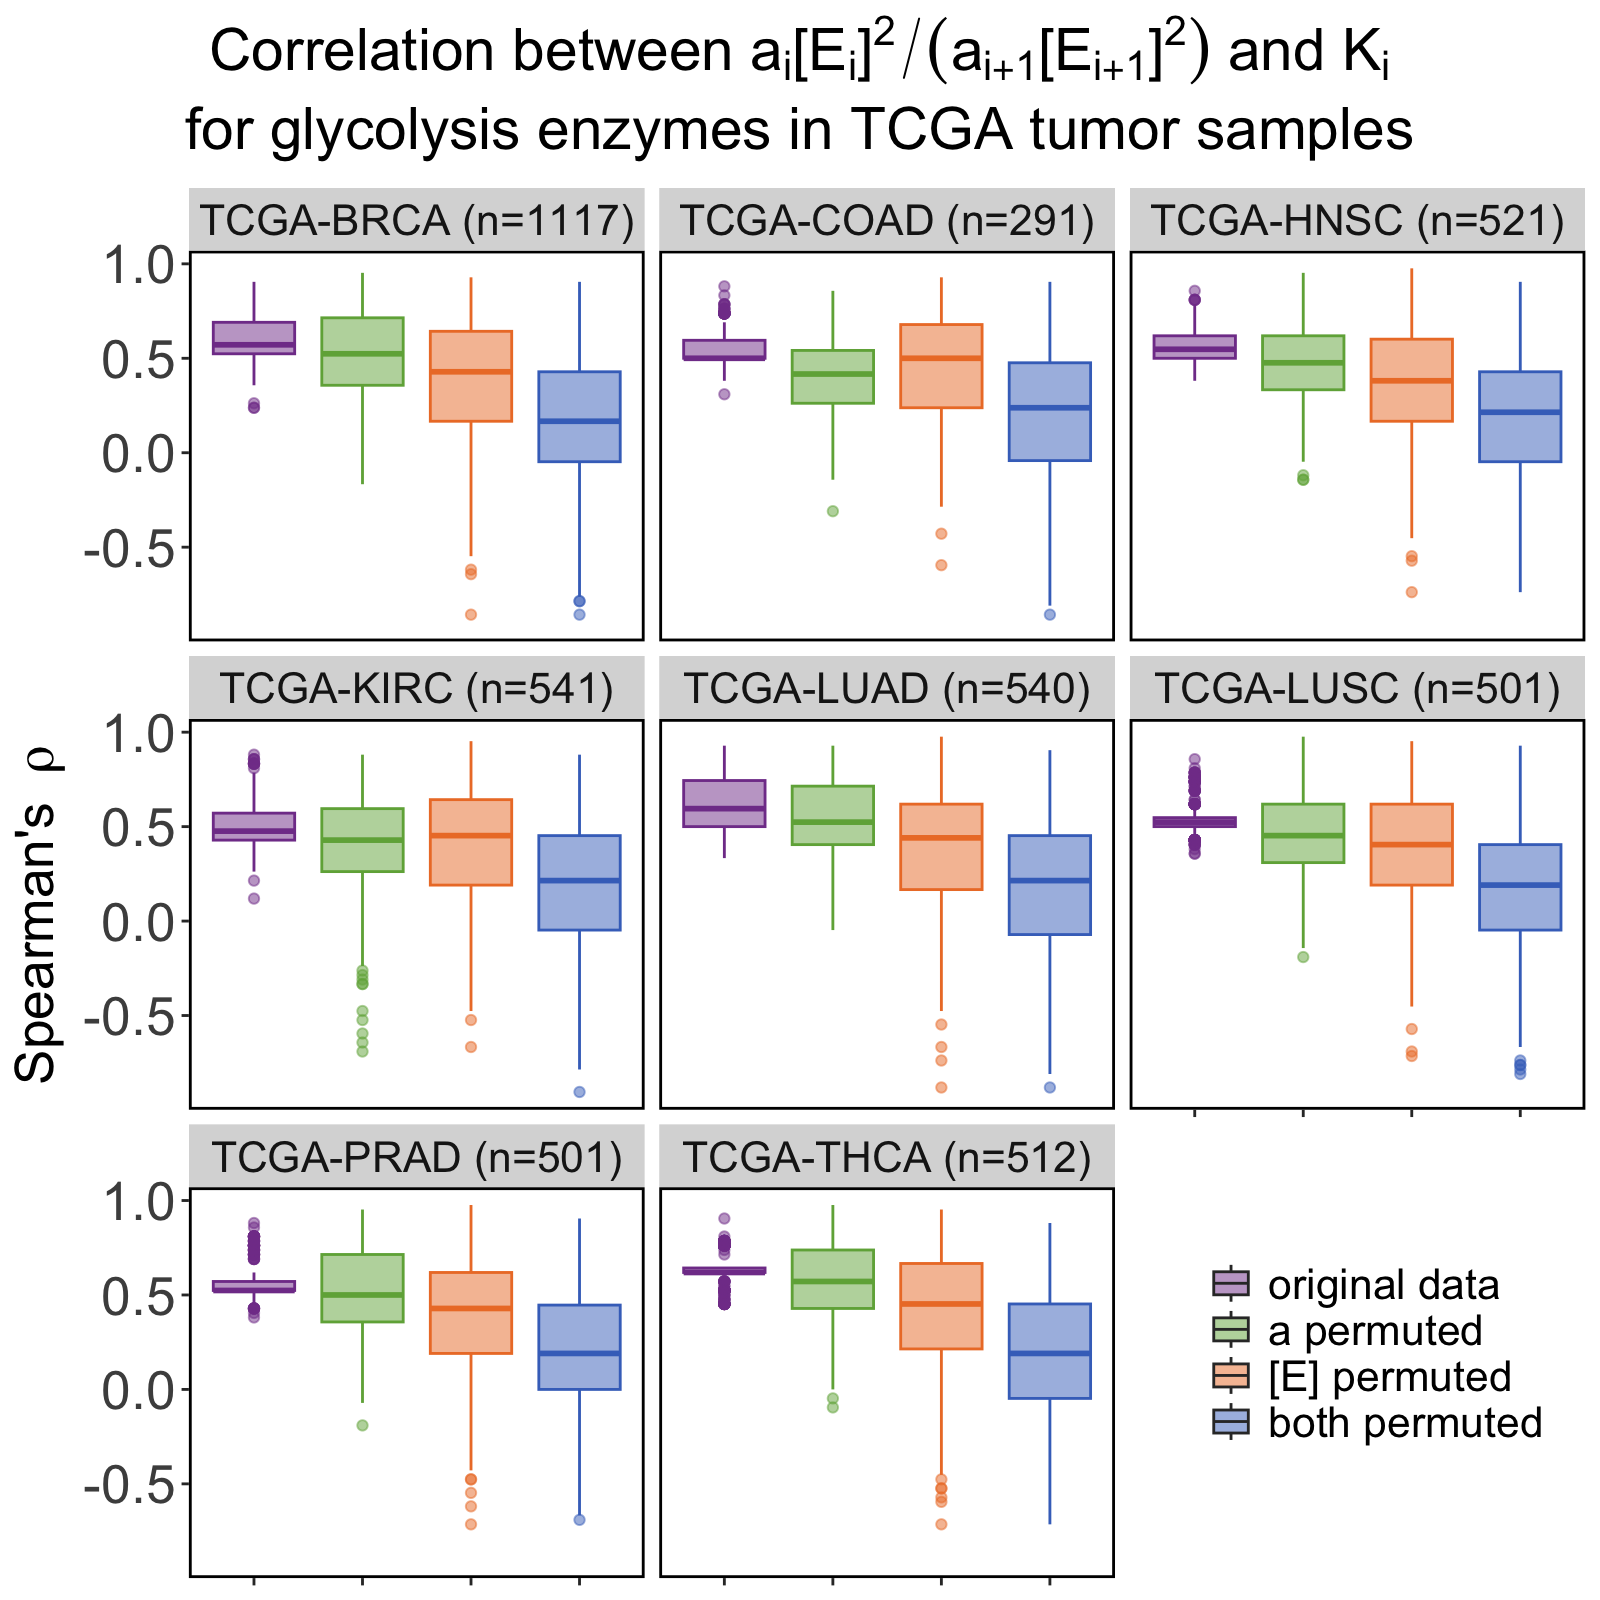 Correlation between aᵢ[Eᵢ]²/(aᵢ₊₁[Eᵢ₊₁]²) and Kᵢ
for glycolysis enzymes in TCGA tumor samples
TCGA-BRCA (n=1117)
TCGA-COAD (n=291)
TCGA-HNSC (n=521)
1.0
0.5
0.0
-0.5
TCGA-KIRC (n=541)
TCGA-LUAD (n=540)
TCGA-LUSC (n=501)
1.0
0.5
0.0
-0.5
Spearman's ρ
TCGA-PRAD (n=501)
TCGA-THCA (n=512)
1.0
0.5
0.0
-0.5
original data
a permuted
[E] permuted
both permuted